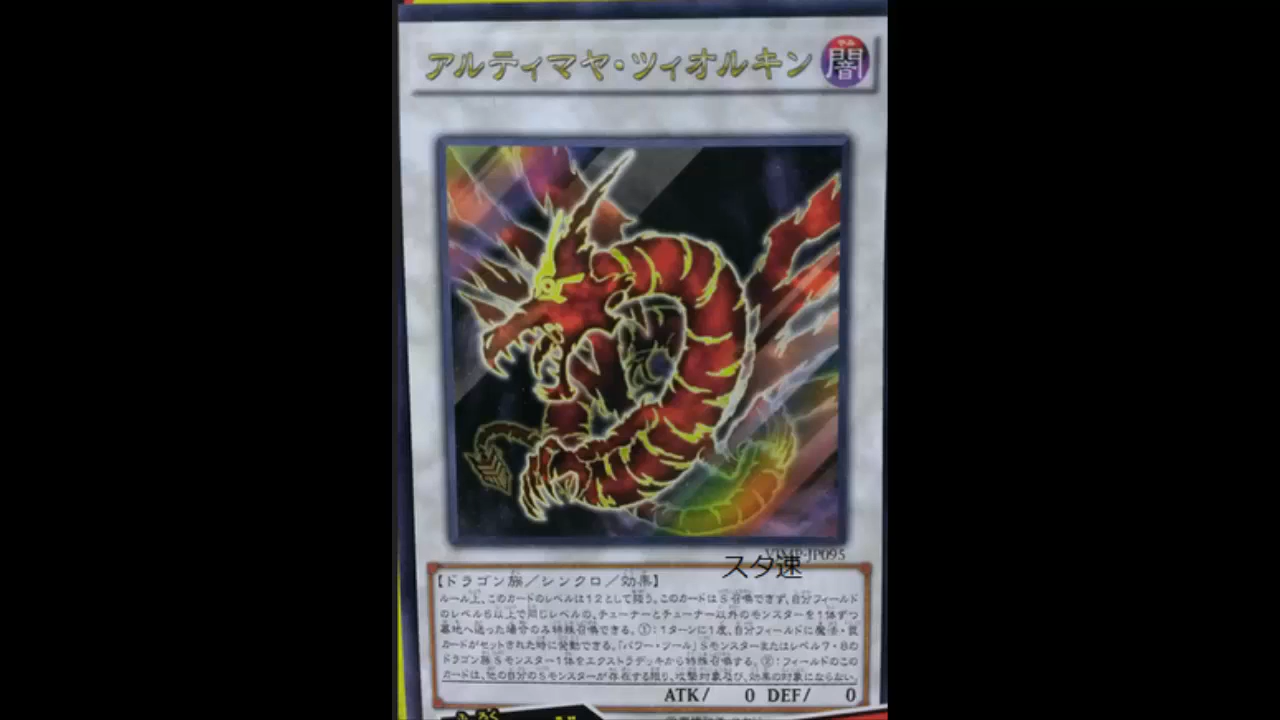 アルティマヤ・ツィオルキン
やみ
闇
VJMP-JP095
スタ速
【ドラゴン族／シンクロ／効果】
ルール上、このカードのレベルは１２として扱う。このカードはＳ召喚できず、自分フィールド
のレベル５以上で同じレベルの、チューナーとチューナー以外のモンスターを１体ずつ
墓地へ送った場合のみ特殊召喚できる。①：１ターンに１度、自分フィールドに魔法・罠
カードがセットされた時に発動できる。「パワー・ツール」ＳモンスターまたはレベＬ７・８の
ドラゴン族Ｓモンスター１体をエクストラデッキから特殊召喚する。②：フィールドのこの
カードは、他の自分のＳモンスターが存在する限り、攻撃対象及び、効果の対象にならない。
ATK/ 0 DEF/ 0